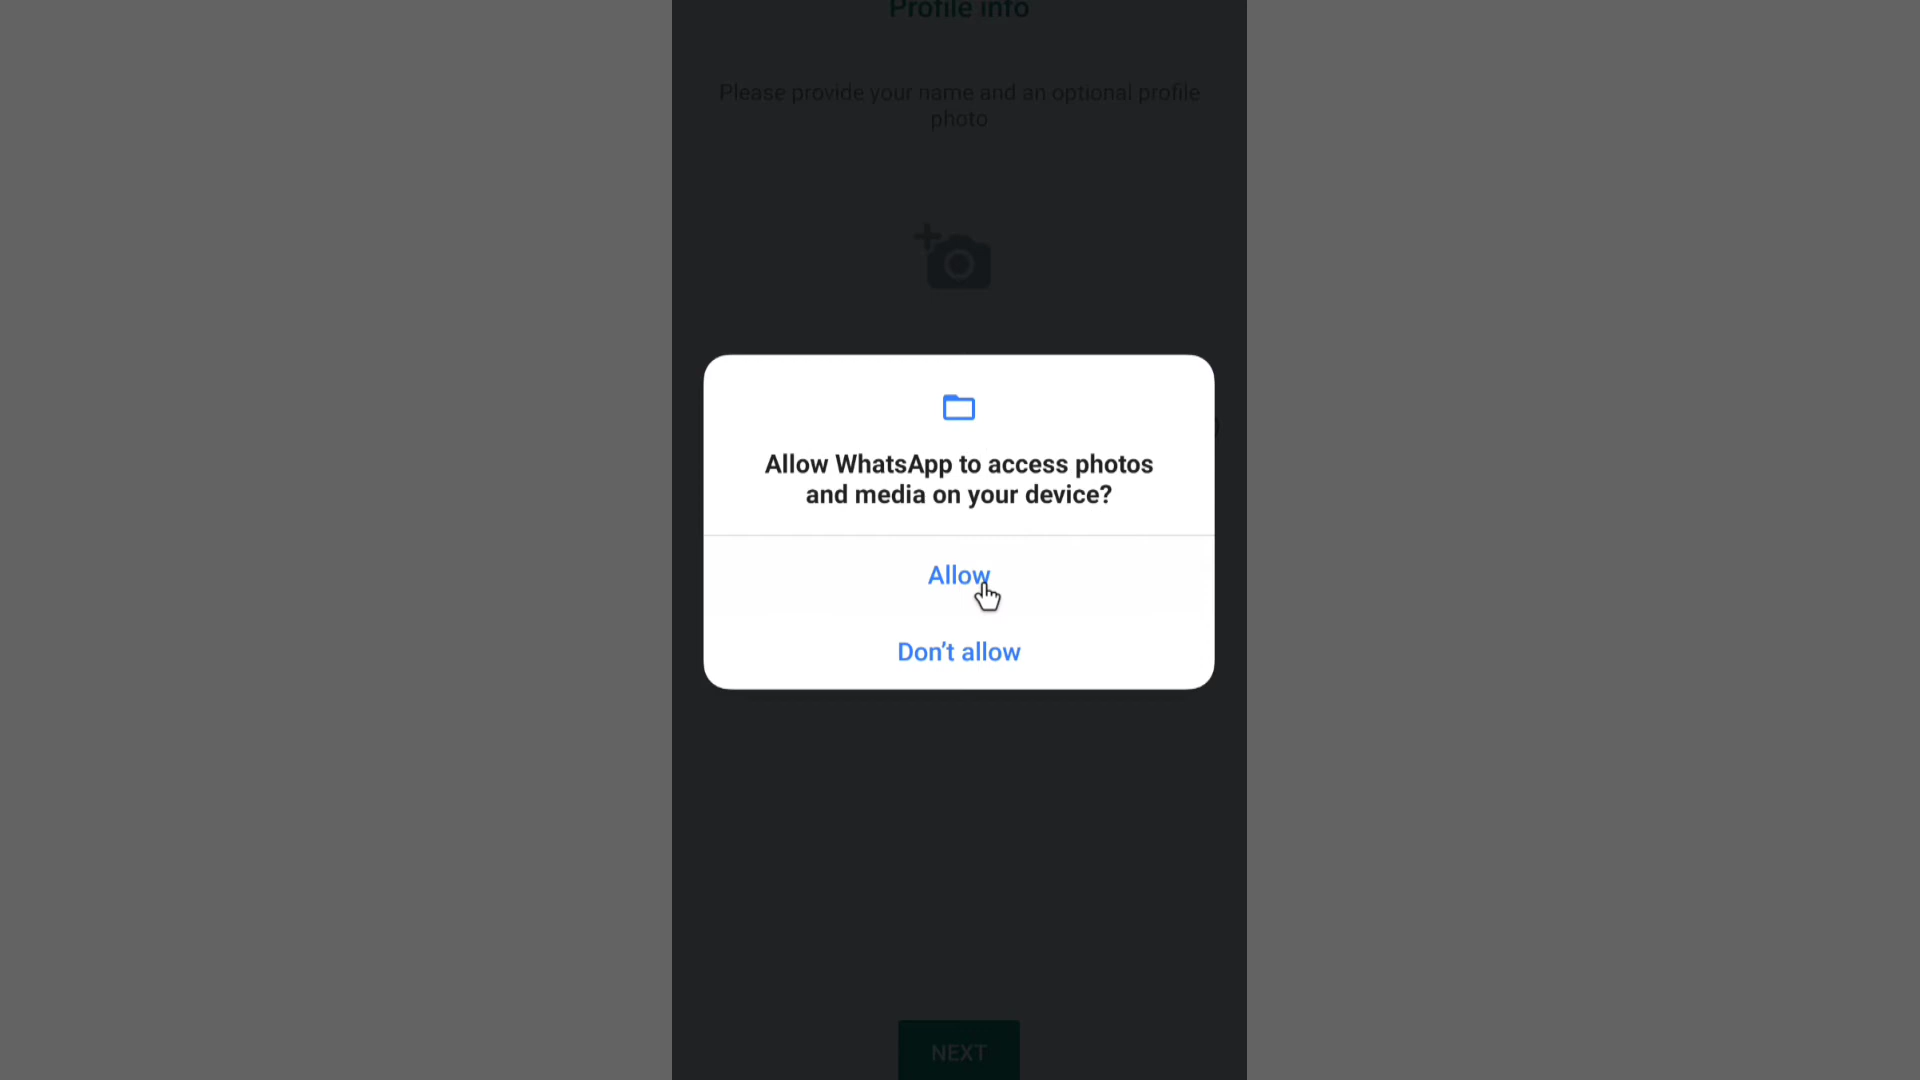 Profile info
Please provide your name and an optional profile
photo
Allow WhatsApp to access photos
and media on your device?
Allow
Don’t allow
NEXT